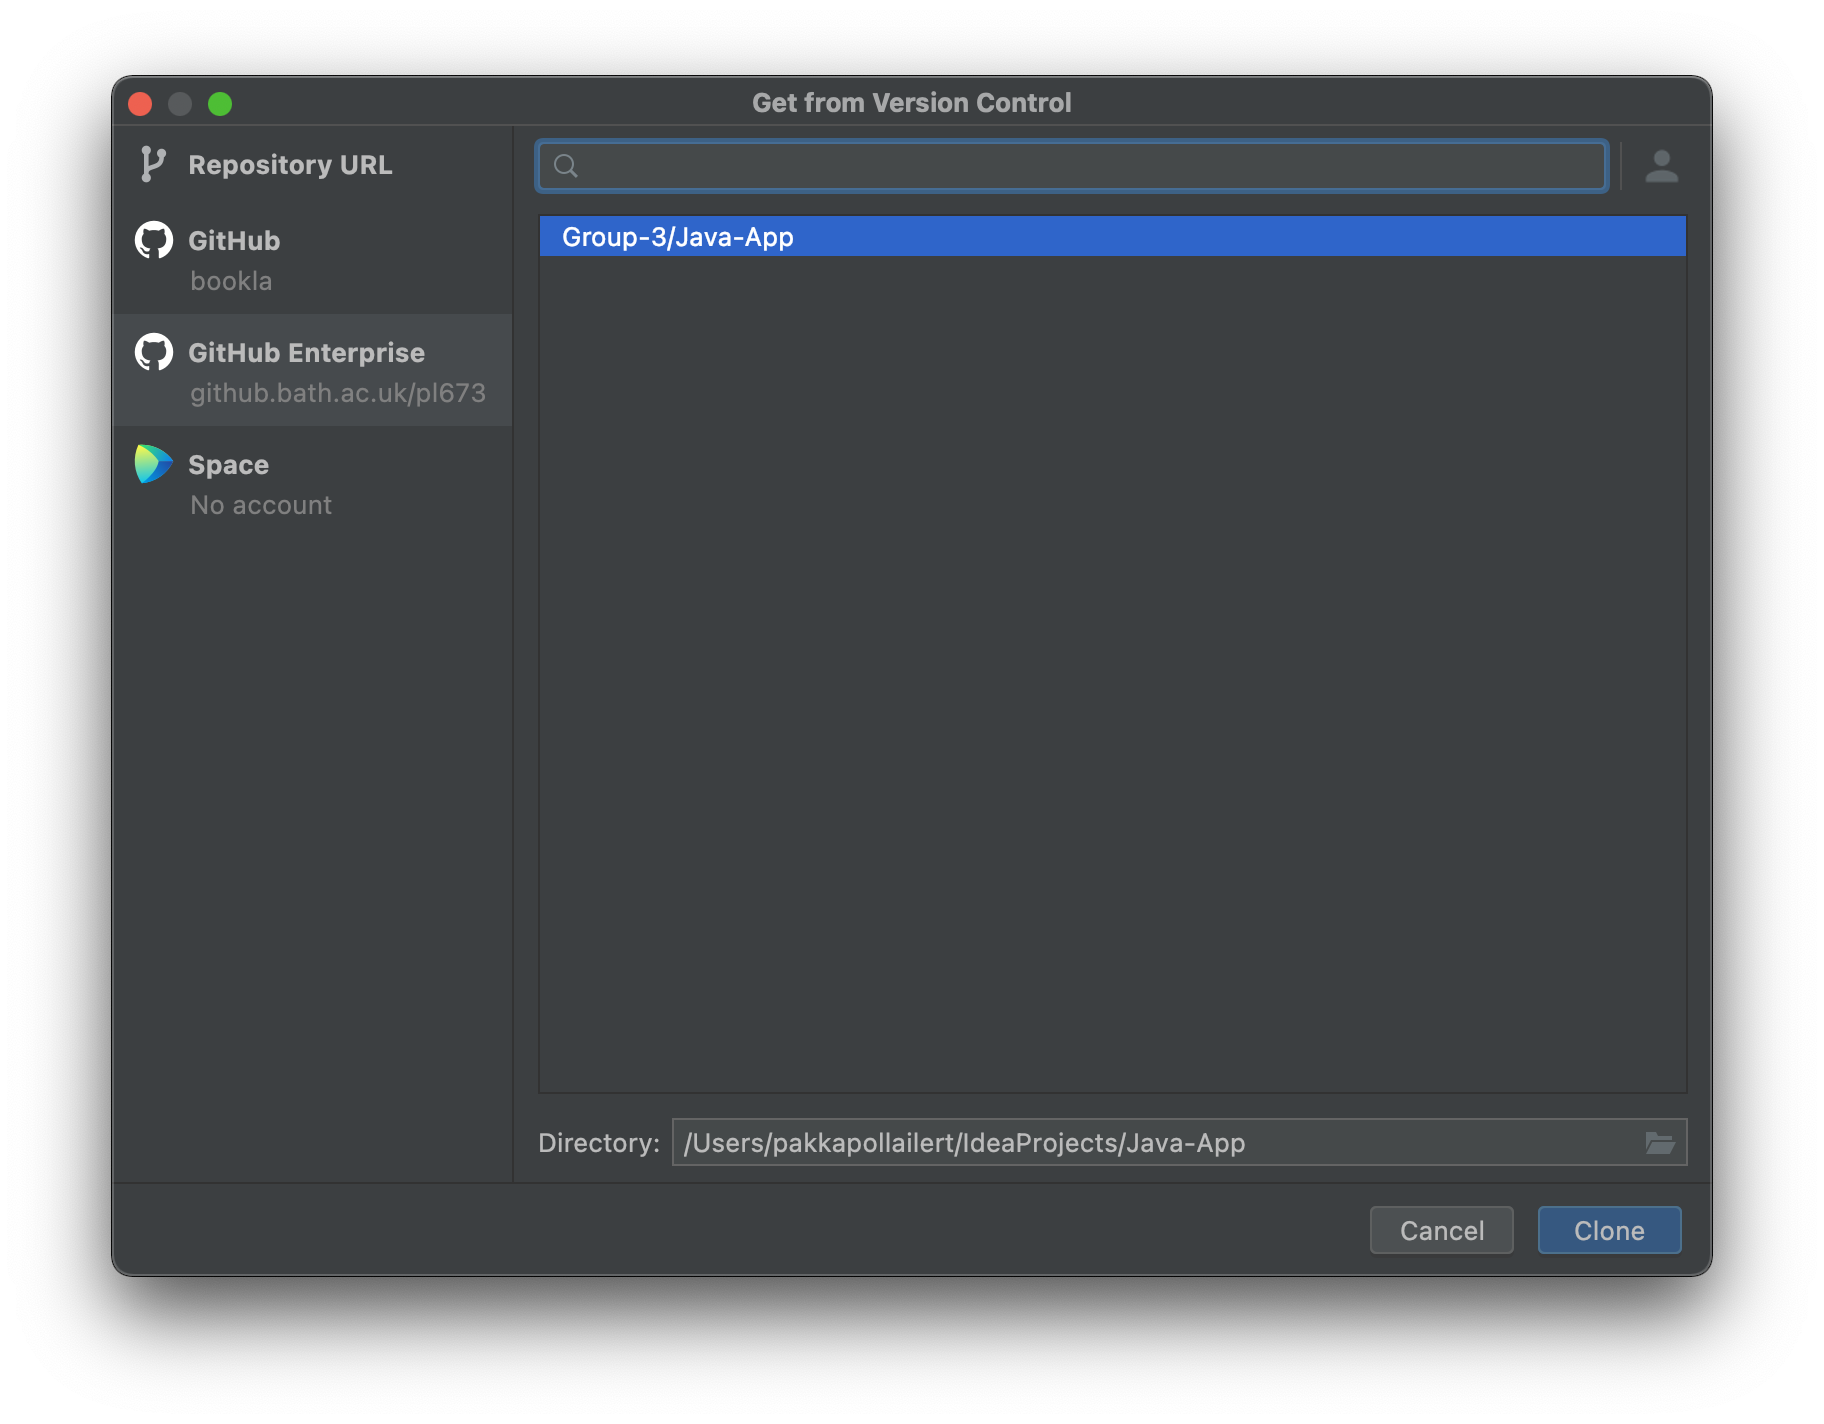 Get from Version Control
Repository URL
GitHub
bookla
GitHub Enterprise
github.bath.ac.uk/pl673
Space
No account
Group-3/Java-App
Directory: /Users/pakkapollailert/IdeaProjects/Java-App
Cancel Clone